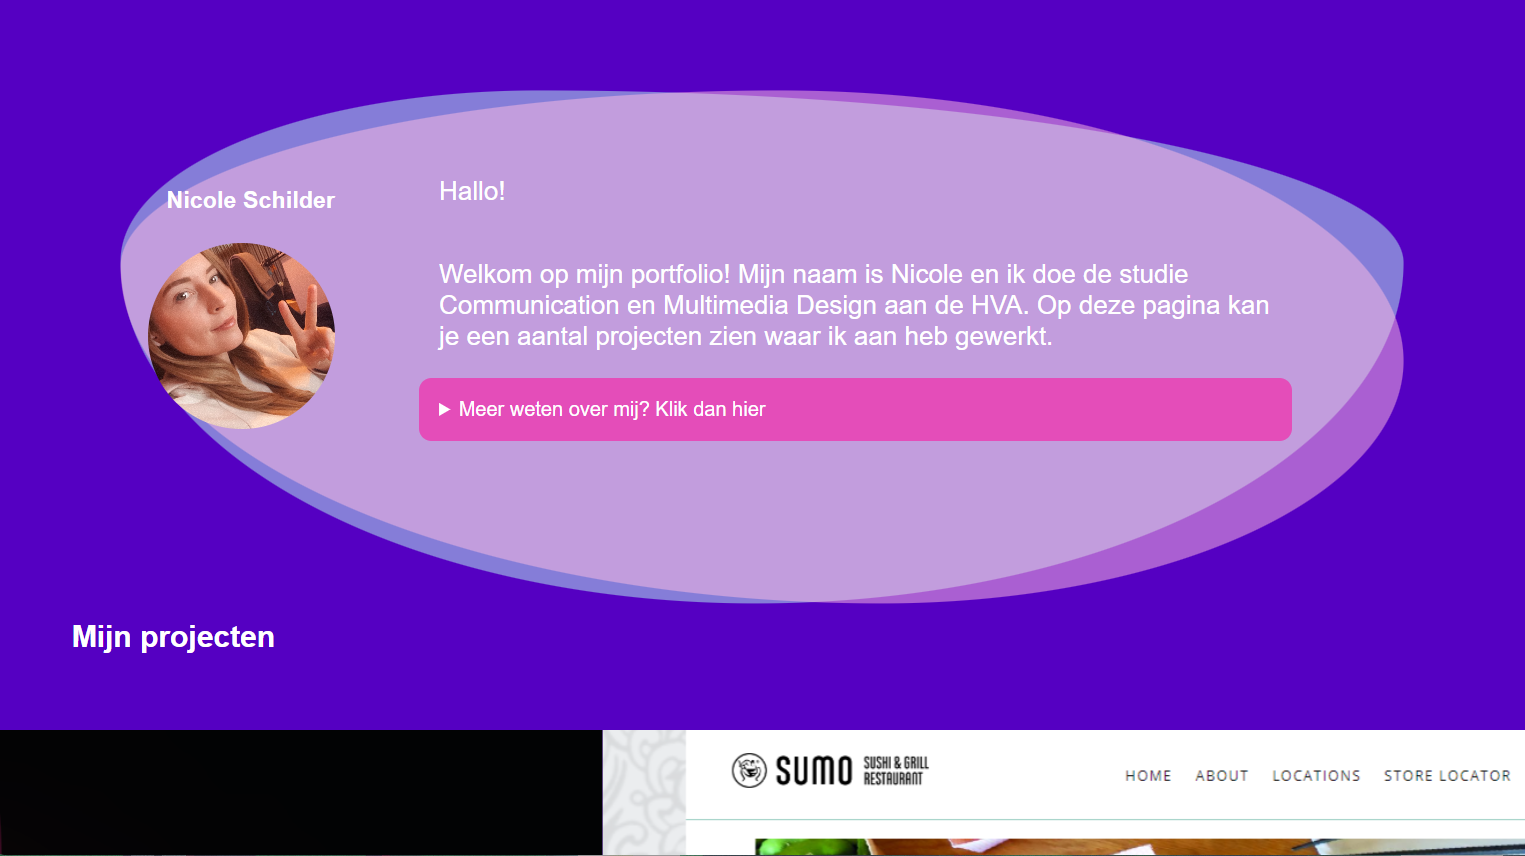 Nicole Schilder
Hallo!
Welkom op mijn portfolio! Mijn naam is Nicole en ik doe de studie
Communication en Multimedia Design aan de HVA. Op deze pagina kan
je een aantal projecten zien waar ik aan heb gewerkt.
Meer weten over mij? Klik dan hier
Mijn projecten
SUMO SUSHI & GRILL
RESTAURANT
HOME ABOUT LOCATIONS STORE LOCATOR